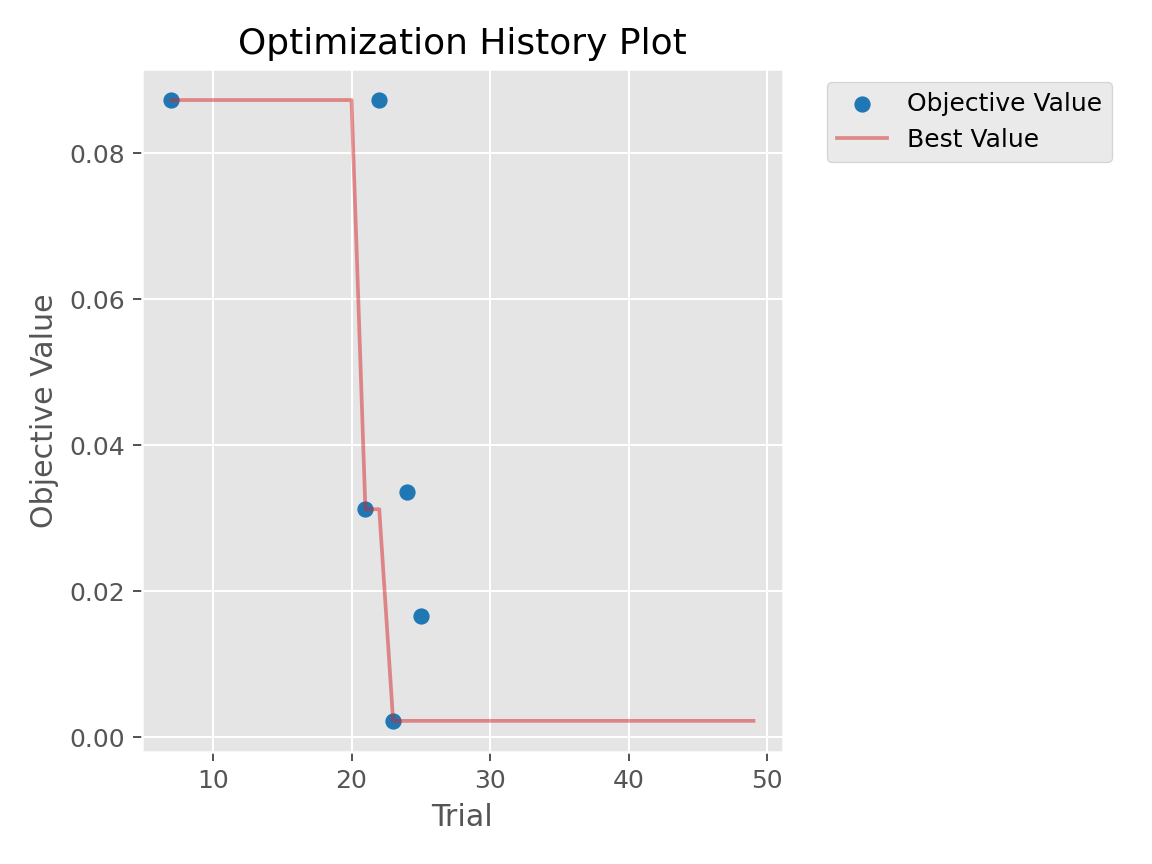 Optimization History Plot
Objective Value
Best Value
0.08
0.06
0.04
0.02
0.00
Objective Value
10 20 30 40 50
Trial